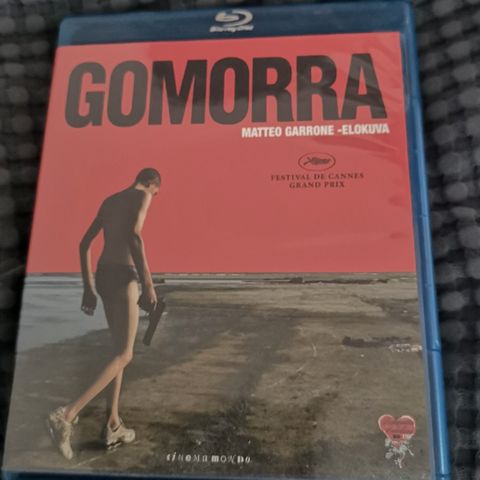 Blu-ray Disc
GOMORRA
MATTEO GARRONE -ELOKUVA
FESTIVAL DE CANNES
GRAND PRIX
cinema mondo